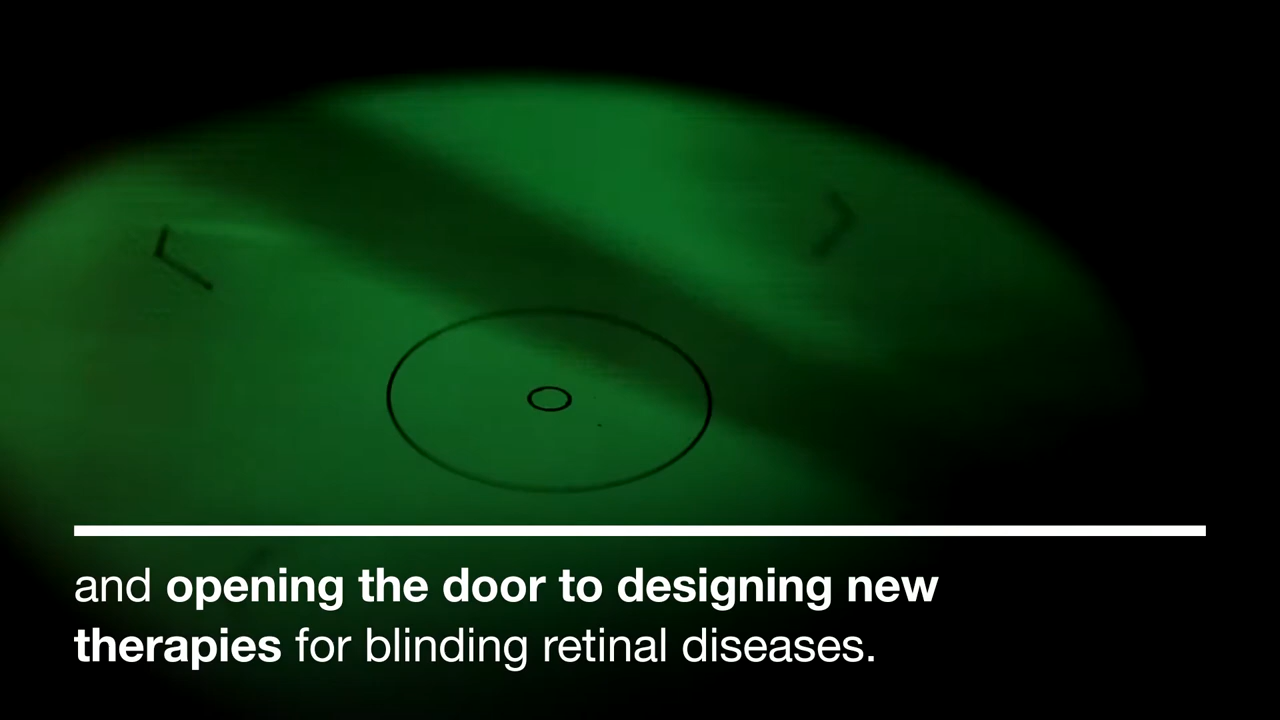 and opening the door to designing new
therapies for blinding retinal diseases.